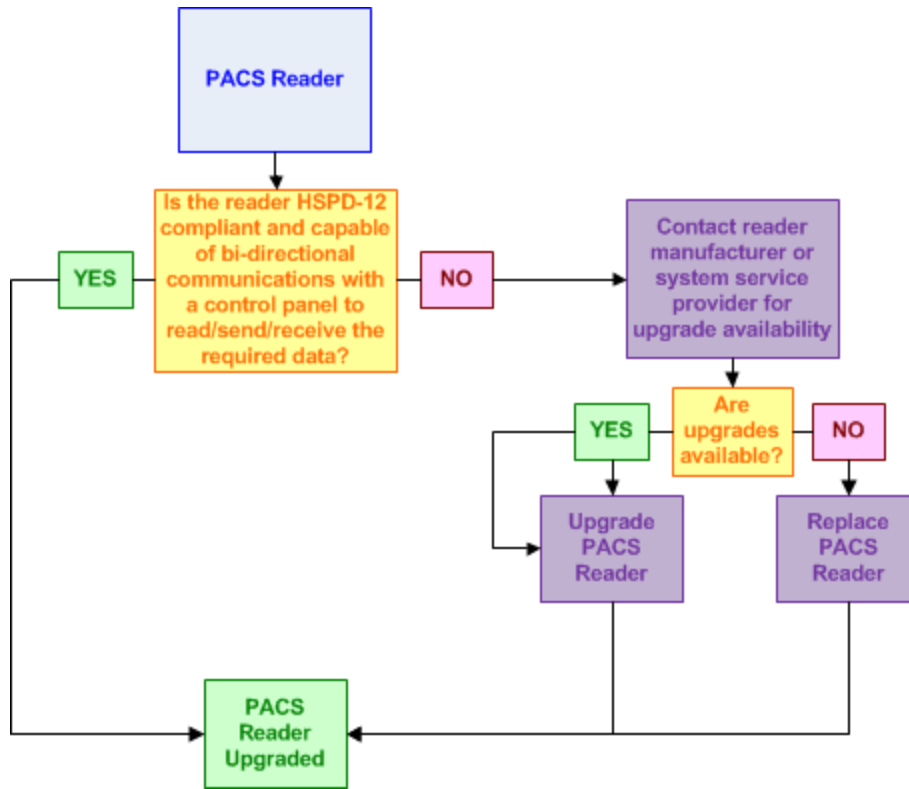 PACS Reader
Is the reader HSPD-12
compliant and capable
of bi-directional
communications with
a control panel to
read/send/receive the
required data?
YES
NO
Contact reader
manufacturer or
system service
provider for
upgrade availability
Are
upgrades
available?
YES
NO
Upgrade
PACS
Reader
Replace
PACS
Reader
PACS
Reader
Upgraded